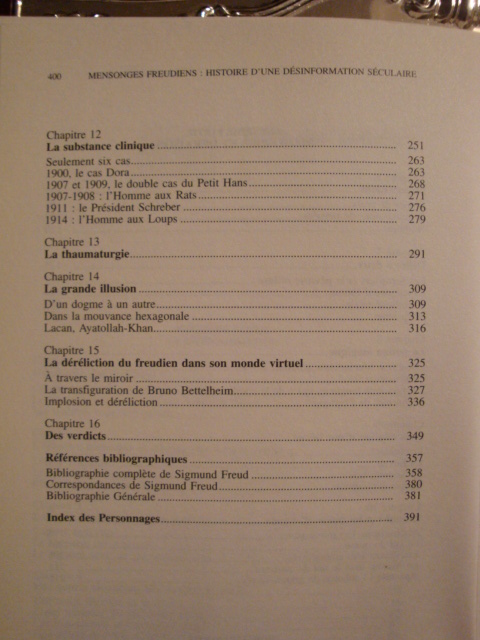 400 MENSONGES FREUDIENS : HISTOIRE D'UNE DÉSINFORMATION SÉCULAIRE
Chapitre 12
La substance clinique 251
Seulement six cas 263
1900, le cas Dora 263
1907 et 1909, le double cas du Petit Hans 268
1907-1908 : l'Homme aux Rats 271
1911 : le Président Schreber 276
1914 : l'Homme aux Loups 279
Chapitre 13
La thaumaturgie 291
Chapitre 14
La grande illusion 309
D'un dogme à un autre 309
Dans la mouvance hexagonale 313
Lacan, Ayatollah-Khan 316
Chapitre 15
La déréliction du freudien dans son monde virtuel 325
À travers le miroir 325
La transfiguration de Bruno Bettelheim 327
Implosion et déréliction 336
Chapitre 16
Des verdicts 349
Références bibliographiques 357
Bibliographie complète de Sigmund Freud 358
Correspondances de Sigmund Freud 380
Bibliographie Générale 381
Index des Personnages 391